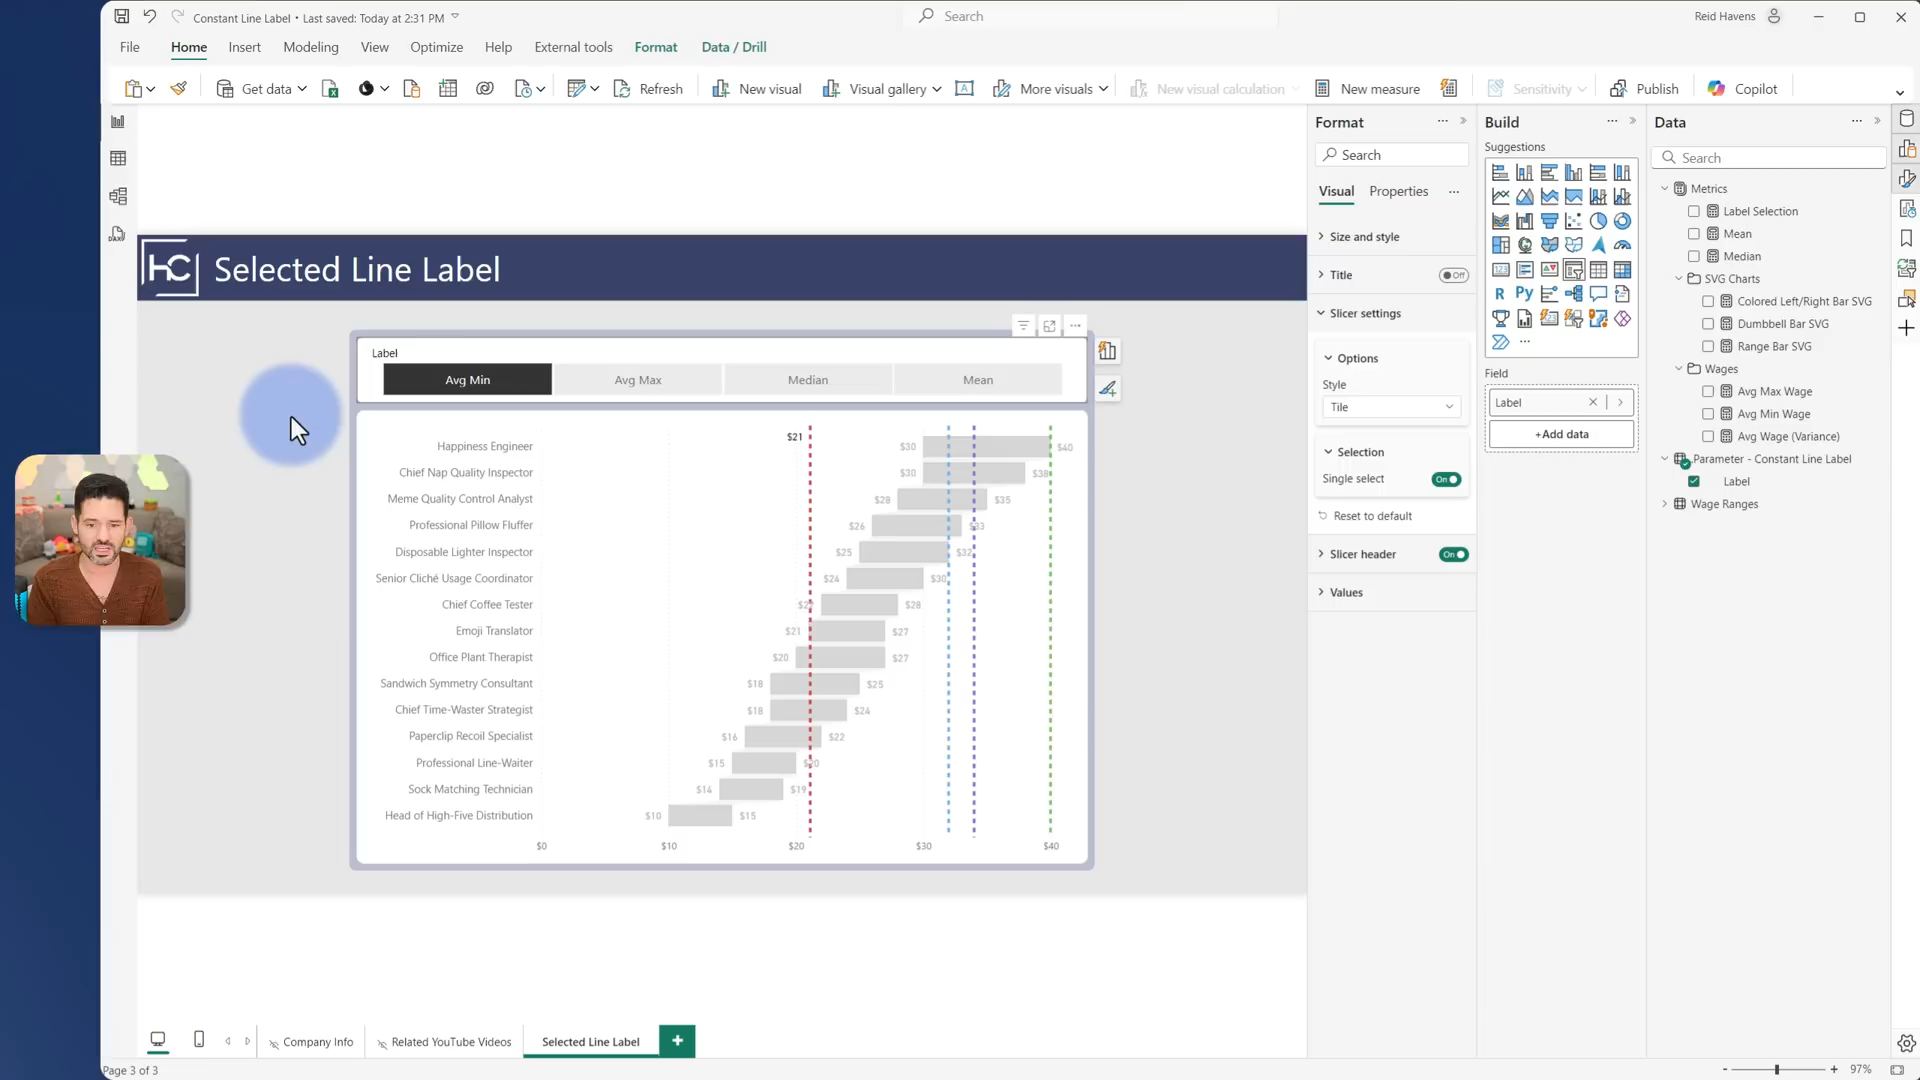 Constant Line Label • Last saved: Today at 2:31 PM
Search
Reid Havens
File
Home
Insert
Modeling
View
Optimize
Help
External tools
Format
Data / Drill
Get data
Refresh
New visual
Visual gallery
More visuals
New visual calculation
New measure
Sensitivity
Publish
Copilot
HC
Selected Line Label
Label
Avg Min
Avg Max
Median
Mean
$21
Happiness Engineer
$30
$40
Chief Nap Quality Inspector
$30
$38
Meme Quality Control Analyst
$28
$35
Professional Pillow Fluffer
$26
$33
Disposable Lighter Inspector
$25
$32
Senior Cliché Usage Coordinator
$24
$30
Chief Coffee Tester
$28
Emoji Translator
$21
$27
Office Plant Therapist
$20
$27
Sandwich Symmetry Consultant
$18
$25
Chief Time-Waster Strategist
$18
$24
Paperclip Recoil Specialist
$16
$22
Professional Line-Waiter
$15
$20
Sock Matching Technician
$14
$19
Head of High-Five Distribution
$10
$15
$0
$10
$20
$30
$40
Format
Search
Visual
Properties
Size and style
Title
Off
Slicer settings
Options
Style
Tile
Selection
Single select
On
Reset to default
Slicer header
On
Values
Build
Suggestions
R
Py
Field
Label
+Add data
Data
Search
Metrics
Label Selection
Mean
Median
SVG Charts
Colored Left/Right Bar SVG
Dumbbell Bar SVG
Range Bar SVG
Wages
Avg Max Wage
Avg Min Wage
Avg Wage (Variance)
Parameter - Constant Line Label
Label
Wage Ranges
Company Info
Related YouTube Videos
Selected Line Label
Page 3 of 3
97%